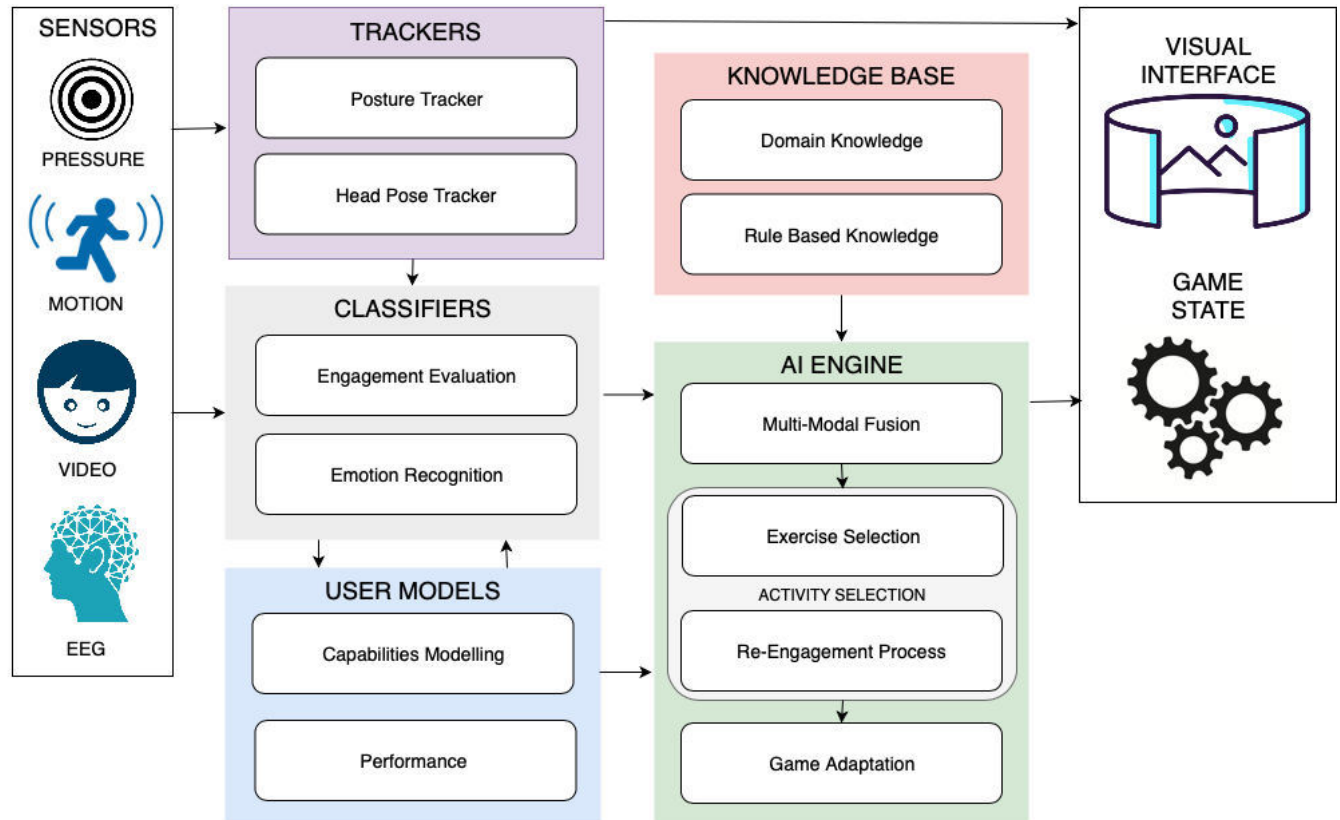 SENSORS
PRESSURE
MOTION
VIDEO
EEG
TRACKERS
Posture Tracker
Head Pose Tracker
CLASSIFIERS
Engagement Evaluation
Emotion Recognition
USER MODELS
Capabilities Modelling
Performance
KNOWLEDGE BASE
Domain Knowledge
Rule Based Knowledge
AI ENGINE
Multi-Modal Fusion
Exercise Selection
ACTIVITY SELECTION
Re-Engagement Process
Game Adaptation
VISUAL
INTERFACE
GAME
STATE